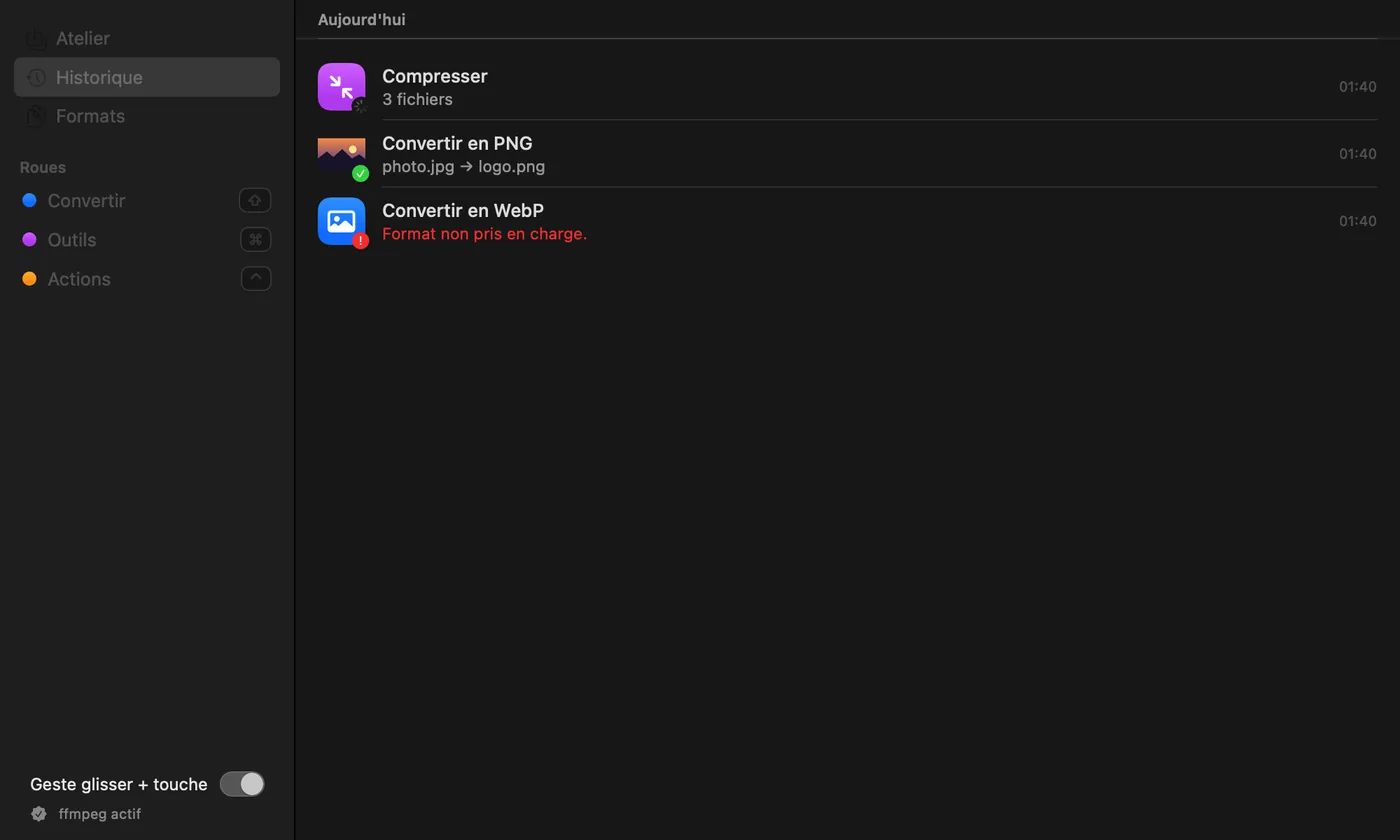 Atelier
Historique
Formats
Roues
Convertir
Outils
⌘
Actions
^
Geste glisser + touche
ffmpeg actif
Aujourd'hui
Compresser
3 fichiers
01:40
Convertir en PNG
photo.jpg → logo.png
01:40
Convertir en WebP
Format non pris en charge.
01:40